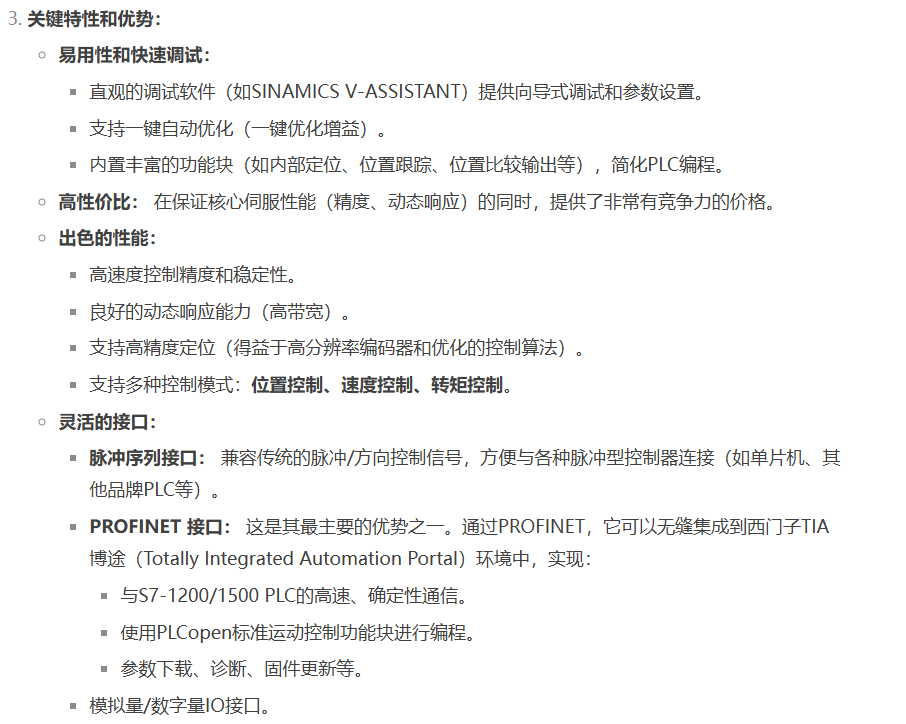 3. 关键特性和优势：
易用性和快速调试：
直观的调试软件（如SINAMICS V-ASSISTANT）提供向导式调试和参数设置。
支持一键自动优化（一键优化增益）。
内置丰富的功能块（如内部定位、位置跟踪、位置比较输出等），简化PLC编程。
高性价比： 在保证核心伺服性能（精度、动态响应）的同时，提供了非常有竞争力的价格。
出色的性能：
高速度控制精度和稳定性。
良好的动态响应能力（高带宽）。
支持高精度定位（得益于高分辨率编码器和优化的控制算法）。
支持多种控制模式：位置控制、速度控制、转矩控制。
灵活的接口：
脉冲序列接口： 兼容传统的脉冲/方向控制信号，方便与各种脉冲型控制器连接（如单片机、其
他品牌PLC等）。
PROFINET 接口： 这是其最主要的优势之一。通过PROFINET，它可以无缝集成到西门子TIA
博途（Totally Integrated Automation Portal）环境中，实现：
与S7-1200/1500 PLC的高速、确定性通信。
使用PLCopen标准运动控制功能块进行编程。
参数下载、诊断、固件更新等。
模拟量/数字量IO接口。